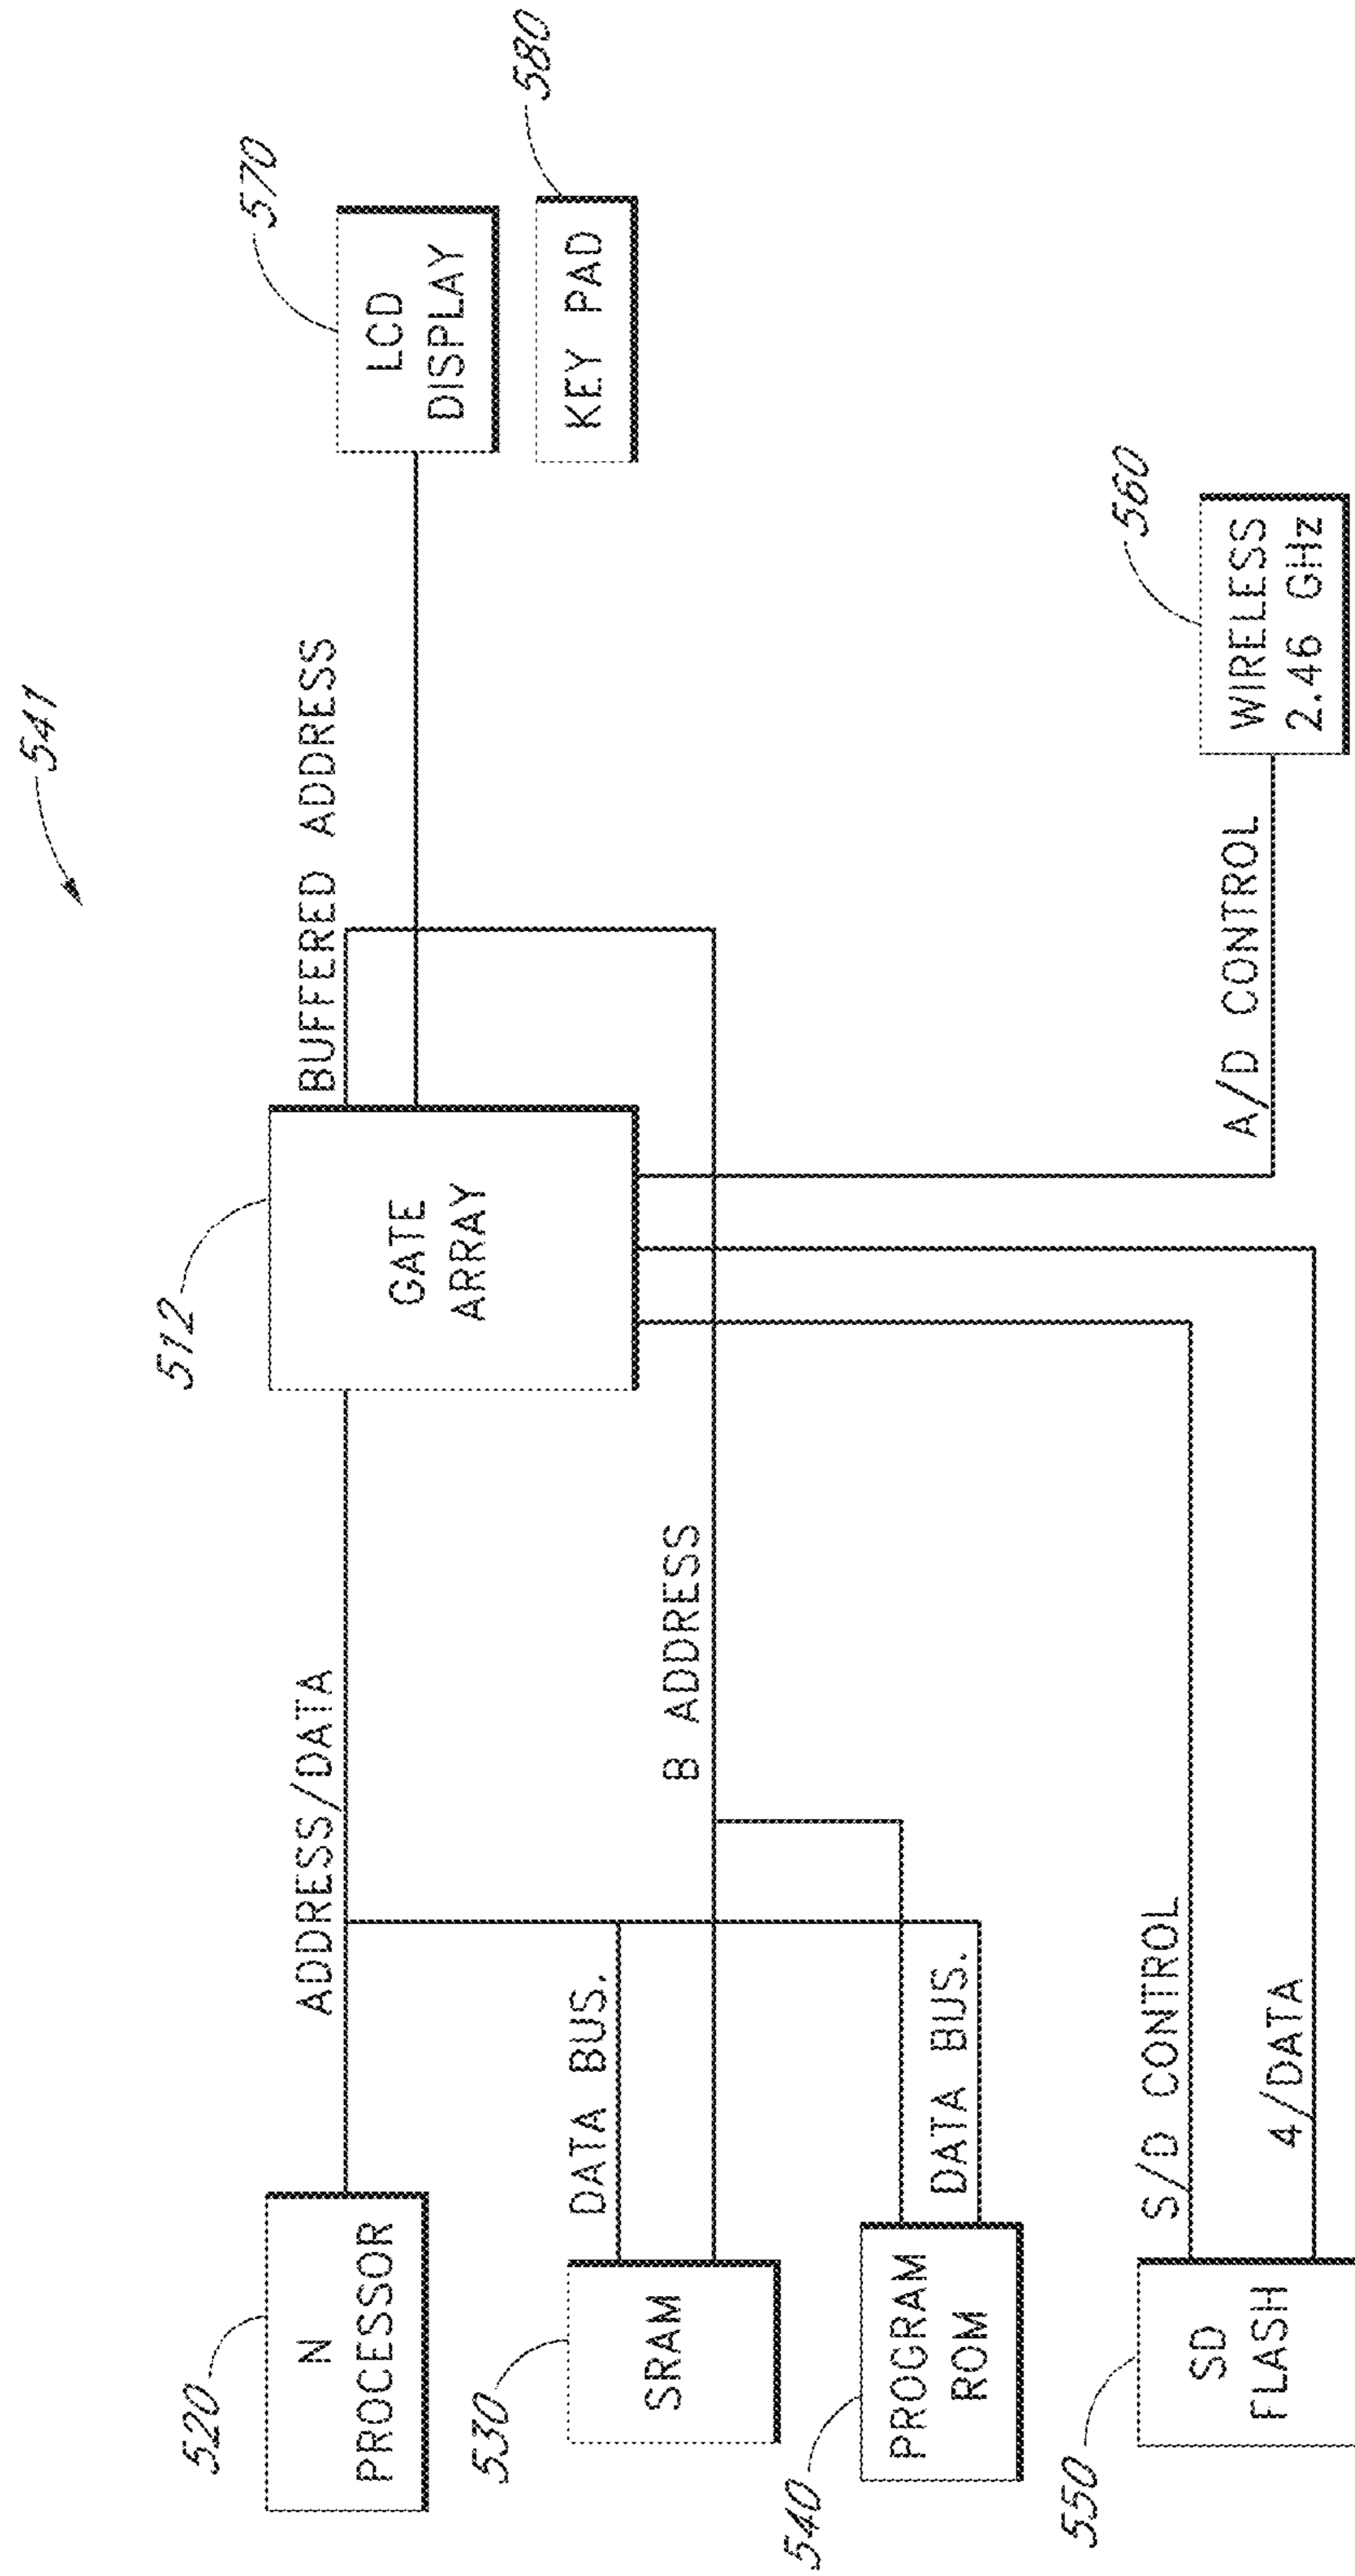 541
512
570
520
N
PROCESSOR
ADDRESS/DATA
GATE
ARRAY
BUFFERED ADDRESS
LCD
DISPLAY
580
KEY PAD
530
SRAM
DATA BUS.
B ADDRESS
540
PROGRAM
ROM
DATA BUS.
560
WIRELESS
2.46 GHz
A/D CONTROL
550
SD
FLASH
S/D CONTROL
4/DATA